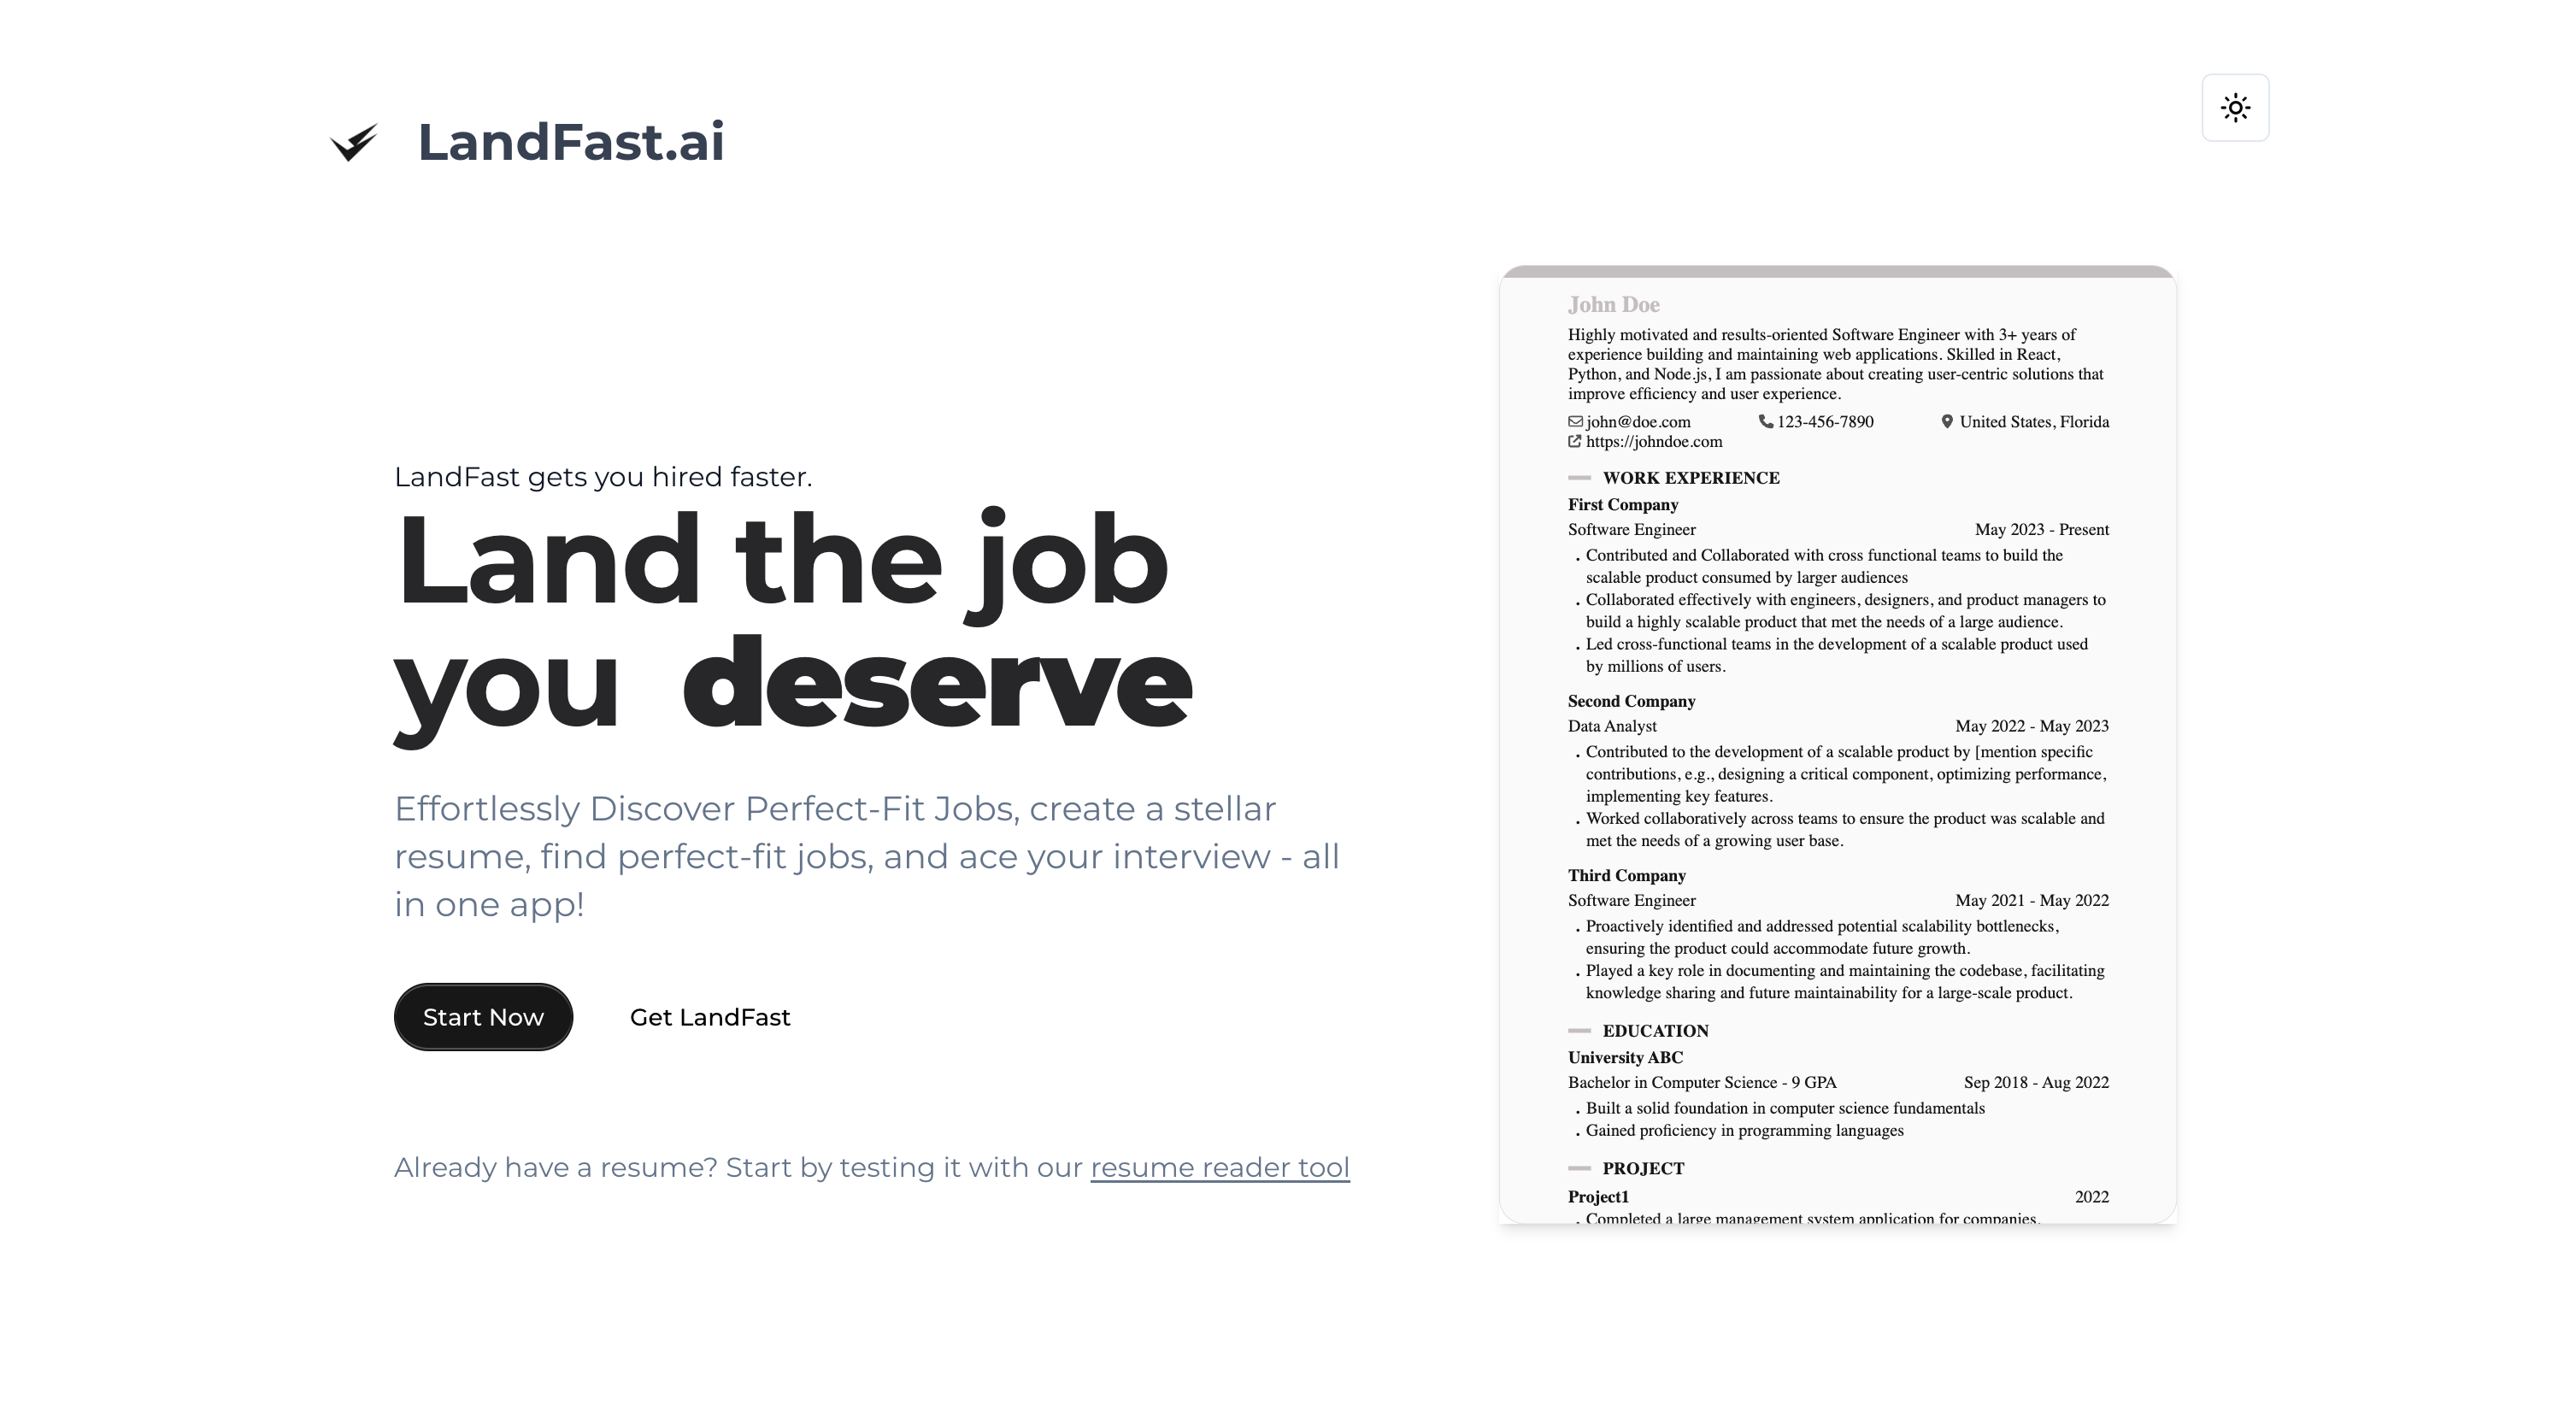 LandFast.ai
LandFast gets you hired faster.
Land the job
you deserve
Effortlessly Discover Perfect-Fit Jobs, create a stellar
resume, find perfect-fit jobs, and ace your interview - all
in one app!
Start Now
Get LandFast
Already have a resume? Start by testing it with our resume reader tool
John Doe
Highly motivated and results-oriented Software Engineer with 3+ years of
experience building and maintaining web applications. Skilled in React,
Python, and Node.js, I am passionate about creating user-centric solutions that
improve efficiency and user experience.
john@doe.com 123-456-7890 United States, Florida
https://johndoe.com
WORK EXPERIENCE
First Company
Software Engineer May 2023 - Present
. Contributed and Collaborated with cross functional teams to build the
scalable product consumed by larger audiences
. Collaborated effectively with engineers, designers, and product managers to
build a highly scalable product that met the needs of a large audience.
. Led cross-functional teams in the development of a scalable product used
by millions of users.
Second Company
Data Analyst May 2022 - May 2023
. Contributed to the development of a scalable product by [mention specific
contributions, e.g., designing a critical component, optimizing performance,
implementing key features.
. Worked collaboratively across teams to ensure the product was scalable and
met the needs of a growing user base.
Third Company
Software Engineer May 2021 - May 2022
. Proactively identified and addressed potential scalability bottlenecks,
ensuring the product could accommodate future growth.
. Played a key role in documenting and maintaining the codebase, facilitating
knowledge sharing and future maintainability for a large-scale product.
EDUCATION
University ABC
Bachelor in Computer Science - 9 GPA Sep 2018 - Aug 2022
. Built a solid foundation in computer science fundamentals
. Gained proficiency in programming languages
PROJECT
Project1 2022
. Completed a large management system application for companies.